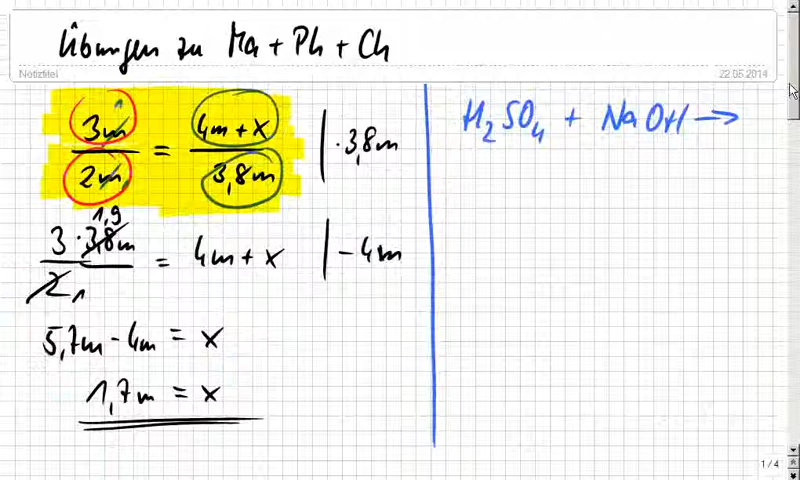 Übungen zu Ma + Ph + Ch
Notiztitel
22.05.2014
3m/2m = (4m + x)/3,8m | · 3,8m
1,9
3 · 3,8m/2 1 = 4m + x | - 4m
5,7m - 4m = x
1,7m = x
H₂SO₄ + NaOH →
1 / 4